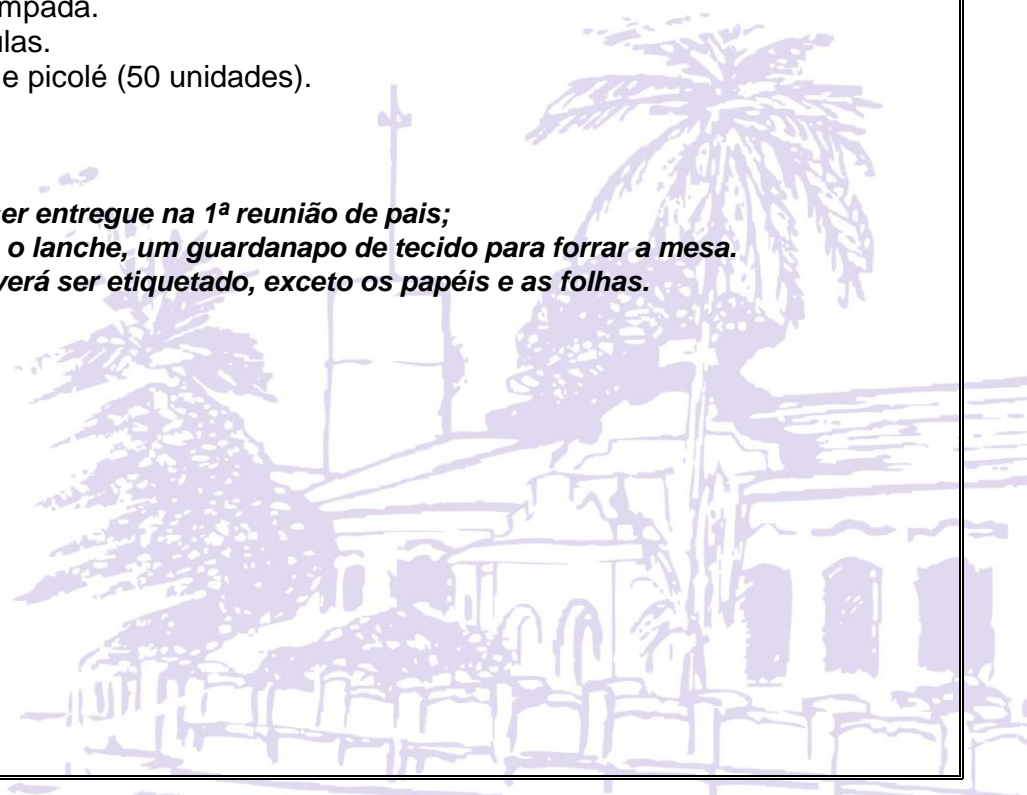 mpada.
ulas.
e picolé (50 unidades).
ser entregue na 1ª reunião de pais;
o lanche, um guardanapo de tecido para forrar a mesa.
verá ser etiquetado, exceto os papéis e as folhas.